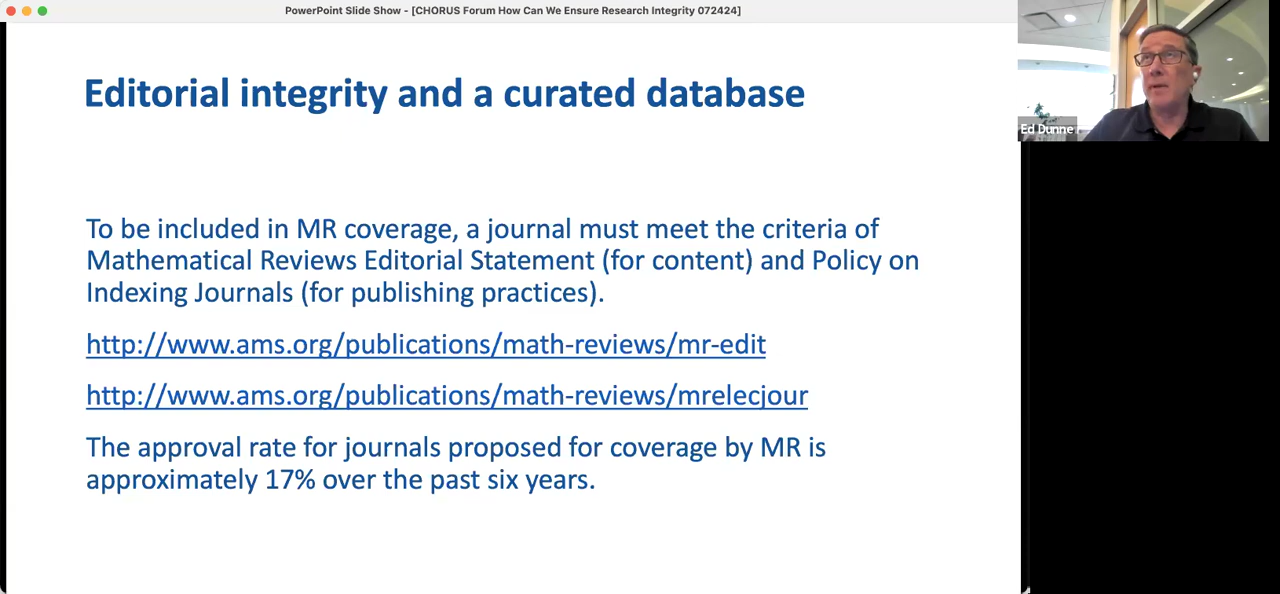 PowerPoint Slide Show - [CHORUS Forum How Can We Ensure Research Integrity 072424]
Editorial integrity and a curated database
Ed Dunne
To be included in MR coverage, a journal must meet the criteria of
Mathematical Reviews Editorial Statement (for content) and Policy on
Indexing Journals (for publishing practices).
http://www.ams.org/publications/math-reviews/mr-edit
http://www.ams.org/publications/math-reviews/mrelecjour
The approval rate for journals proposed for coverage by MR is
approximately 17% over the past six years.